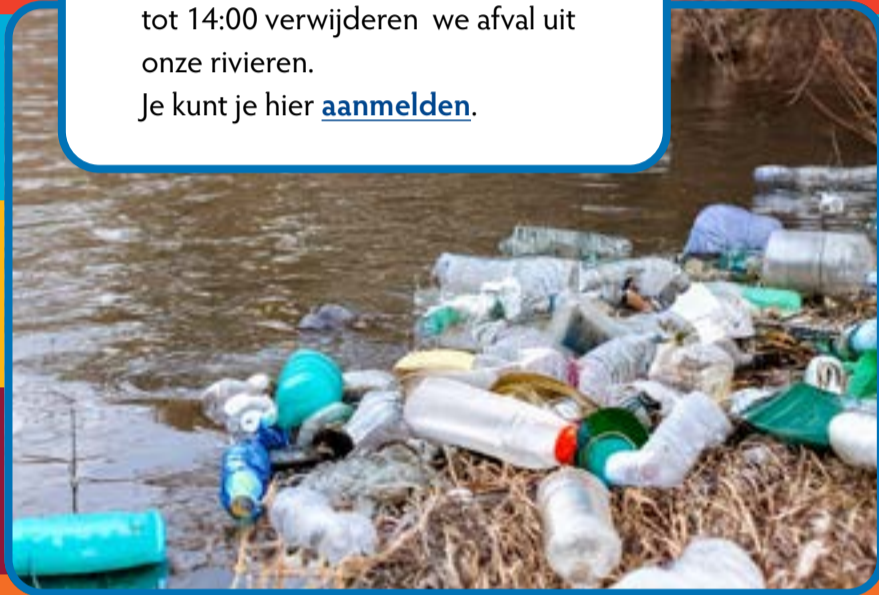 tot 14:00 verwijderen  we afval uit
onze rivieren.
Je kunt je hier aanmelden.